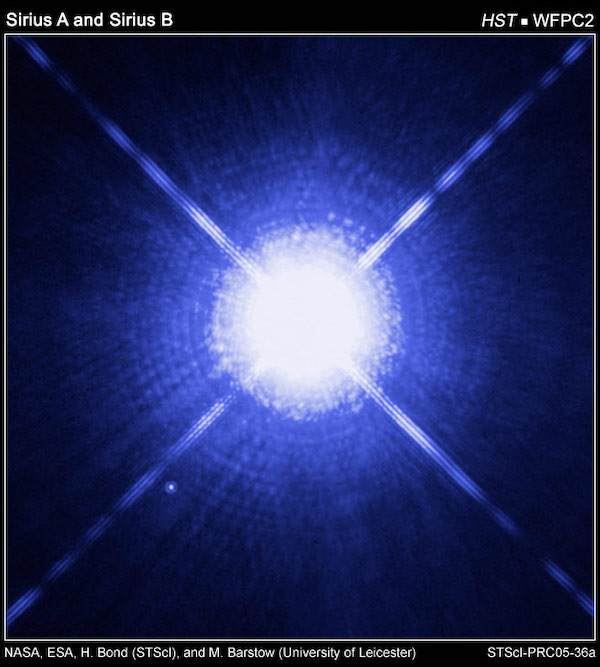 Sirius A and Sirius B
HST ■ WFPC2
NASA, ESA, H. Bond (STScI), and M. Barstow (University of Leicester)
STScI-PRC05-36a